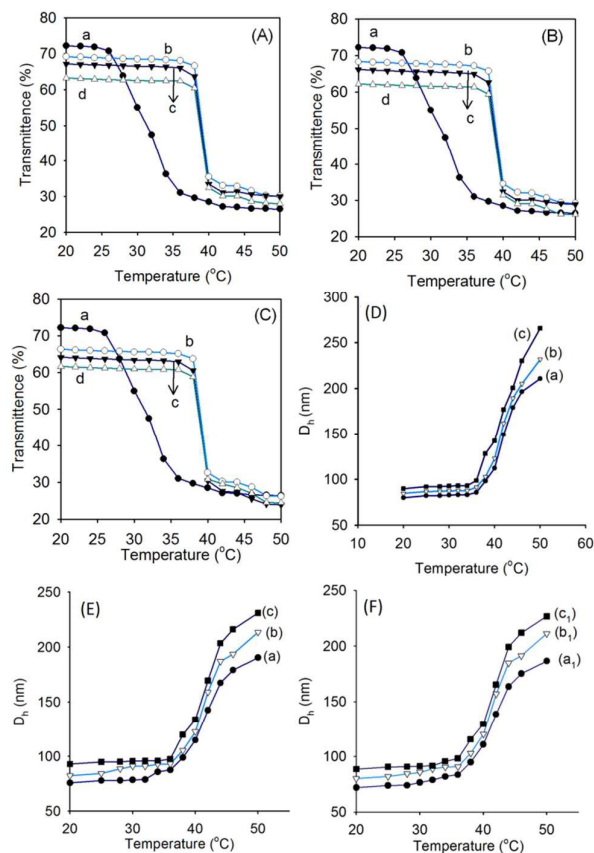 (A)
a
b
c
d
80
70
60
50
40
30
20
20 25 30 35 40 45 50
Transmittence (%)
Temperature (°C)
(B)
a
b
c
d
80
70
60
50
40
30
20
20 25 30 35 40 45 50
Transmittence (%)
Temperature (°C)
(C)
a
b
c
d
80
70
60
50
40
30
20
20 25 30 35 40 45 50
Transmittence (%)
Temperature (°C)
(D)
(c)
(b)
(a)
300
250
200
150
100
50
10 20 30 40 50 60
Dh (nm)
Temperature (°C)
(E)
(c)
(b)
(a)
250
200
150
100
50
20 30 40 50
Dh (nm)
Temperature (°C)
(F)
(c1)
(b1)
(a1)
250
200
150
100
50
20 30 40 50
Dh (nm)
Temperature (°C)